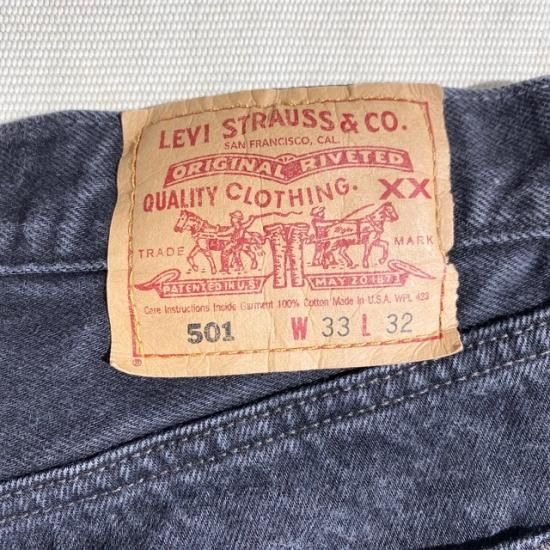 LEVI STRAUSS & CO.
SAN FRANCISCO, CAL.
ORIGINAL RIVETED
QUALITY CLOTHING. XX
TRADE MARK
PATENTED IN U.S. MAY 20 1873
Care Instructions Inside Garment 100% Cotton Made In U.S.A. WPL 423
501 W 33 L 32
®